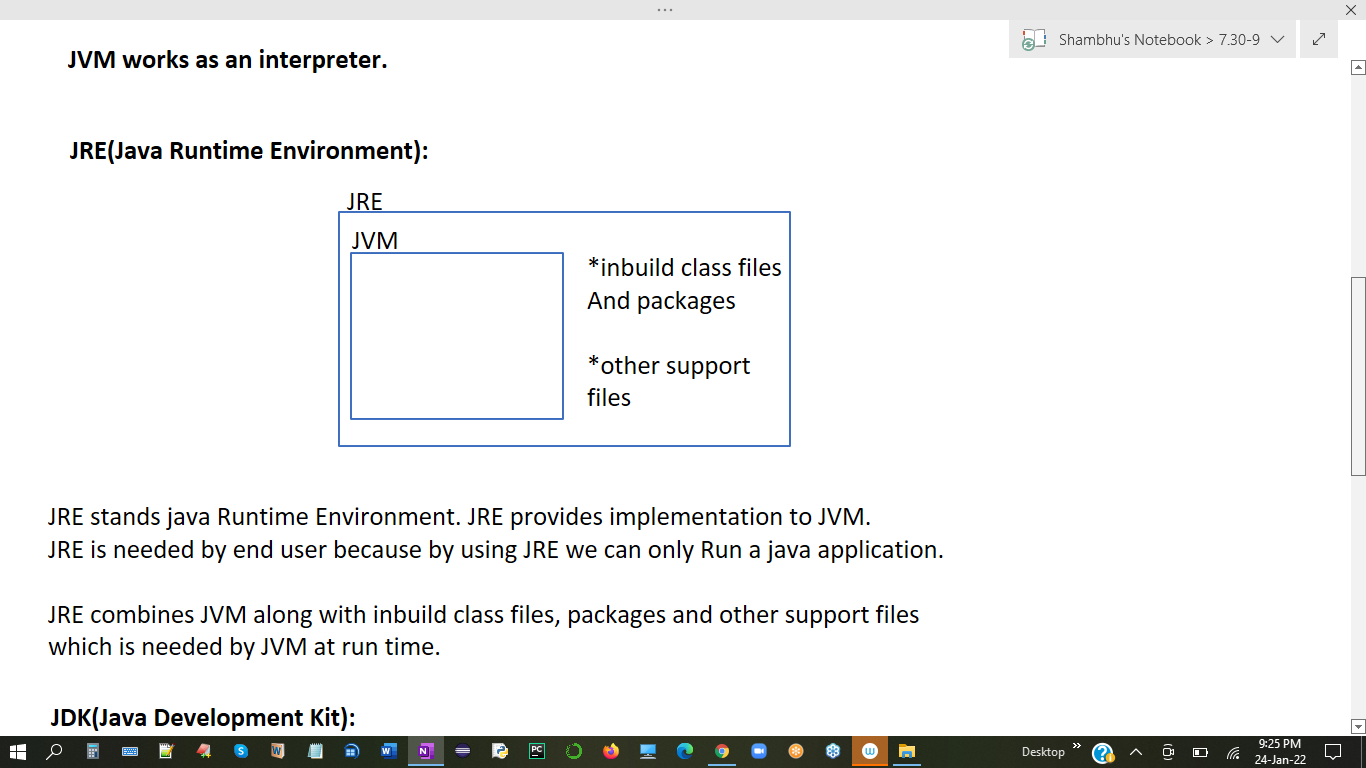 Shambhu's Notebook > 7.30-9
JVM works as an interpreter.
JRE(Java Runtime Environment):
JRE
JVM
*inbuild class files
And packages
*other support
files
JRE stands java Runtime Environment. JRE provides implementation to JVM.
JRE is needed by end user because by using JRE we can only Run a java application.
JRE combines JVM along with inbuild class files, packages and other support files
which is needed by JVM at run time.
JDK(Java Development Kit):
Desktop
9:25 PM
24-Jan-22